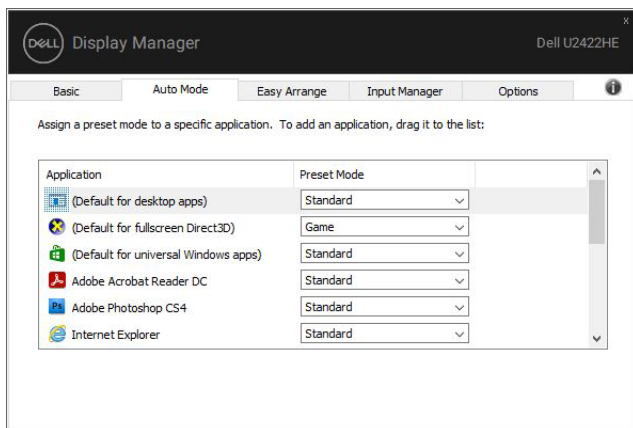 x
DELL Display Manager Dell U2422HE
Basic Auto Mode Easy Arrange Input Manager Options i
Assign a preset mode to a specific application. To add an application, drag it to the list:
Application Preset Mode
(Default for desktop apps) Standard
(Default for fullscreen Direct3D) Game
(Default for universal Windows apps) Standard
Adobe Acrobat Reader DC Standard
Ps Adobe Photoshop CS4 Standard
Internet Explorer Standard